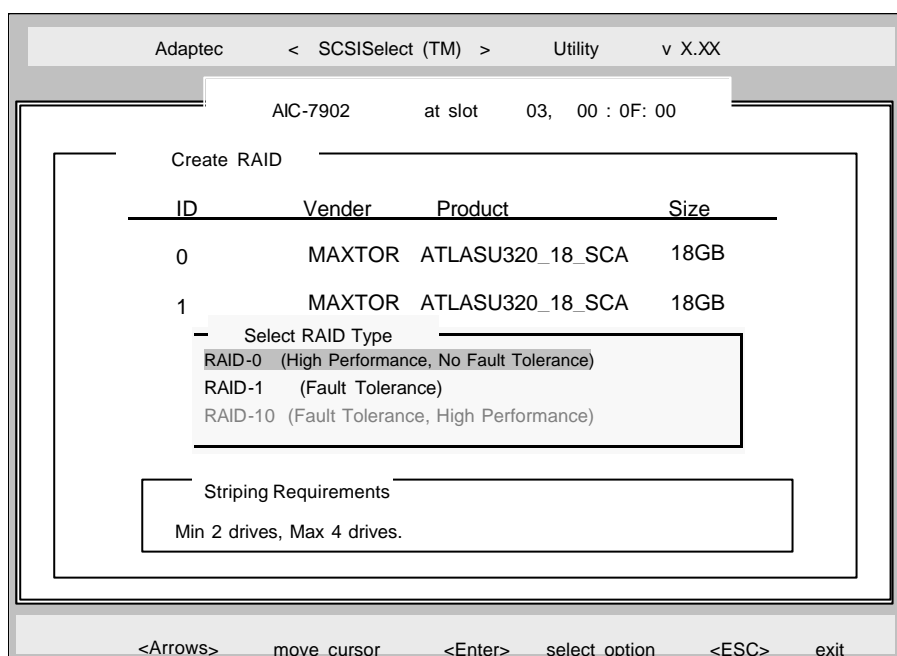 Adaptec < SCSISelect (TM) > Utility v X.XX
AIC-7902 at slot 03, 00 : 0F: 00
Create RAID
ID Vender Product Size
0 MAXTOR ATLASU320_18_SCA 18GB
1 MAXTOR ATLASU320_18_SCA 18GB
Select RAID Type
RAID-0 (High Performance, No Fault Tolerance)
RAID-1 (Fault Tolerance)
RAID-10 (Fault Tolerance, High Performance)
Striping Requirements
Min 2 drives, Max 4 drives.
<Arrows> move cursor <Enter> select option <ESC> exit